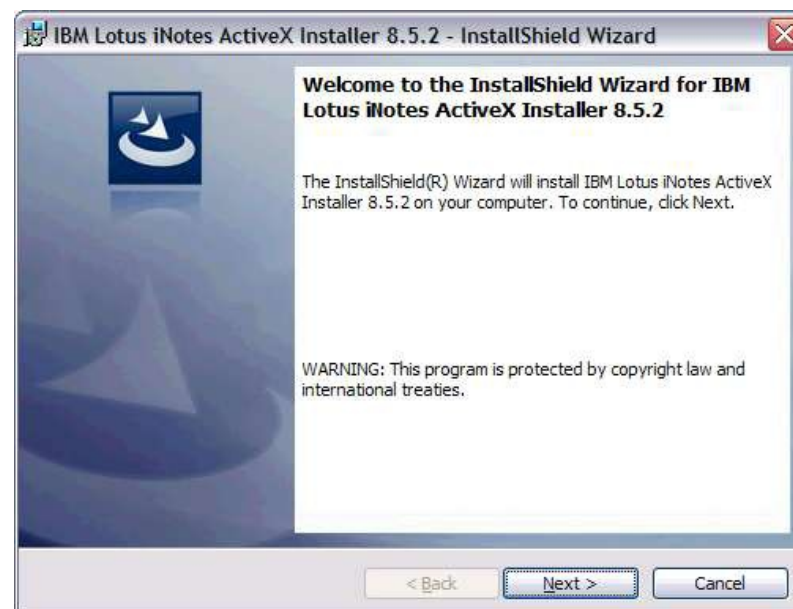 IBM Lotus iNotes ActiveX Installer 8.5.2 - InstallShield Wizard
Welcome to the InstallShield Wizard for IBM
Lotus iNotes ActiveX Installer 8.5.2
The InstallShield(R) Wizard will install IBM Lotus iNotes ActiveX
Installer 8.5.2 on your computer. To continue, click Next.
WARNING: This program is protected by copyright law and
international treaties.
< Back
Next >
Cancel